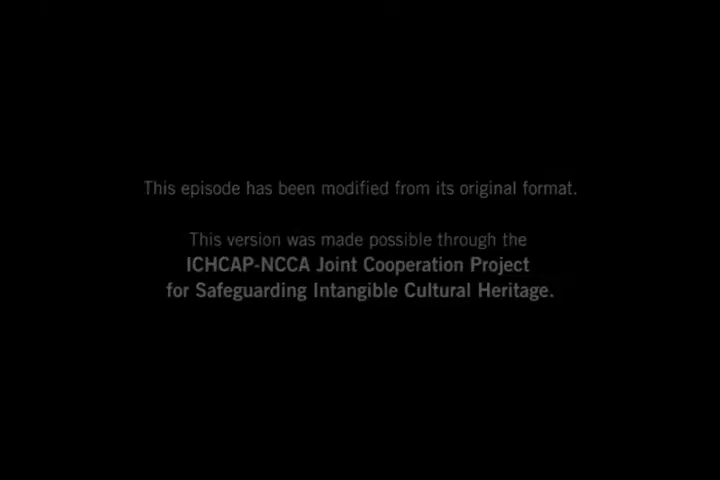 This episode has been modified from its original format.
This version was made possible through the
ICHCAP-NCCA Joint Cooperation Project
for Safeguarding Intangible Cultural Heritage.